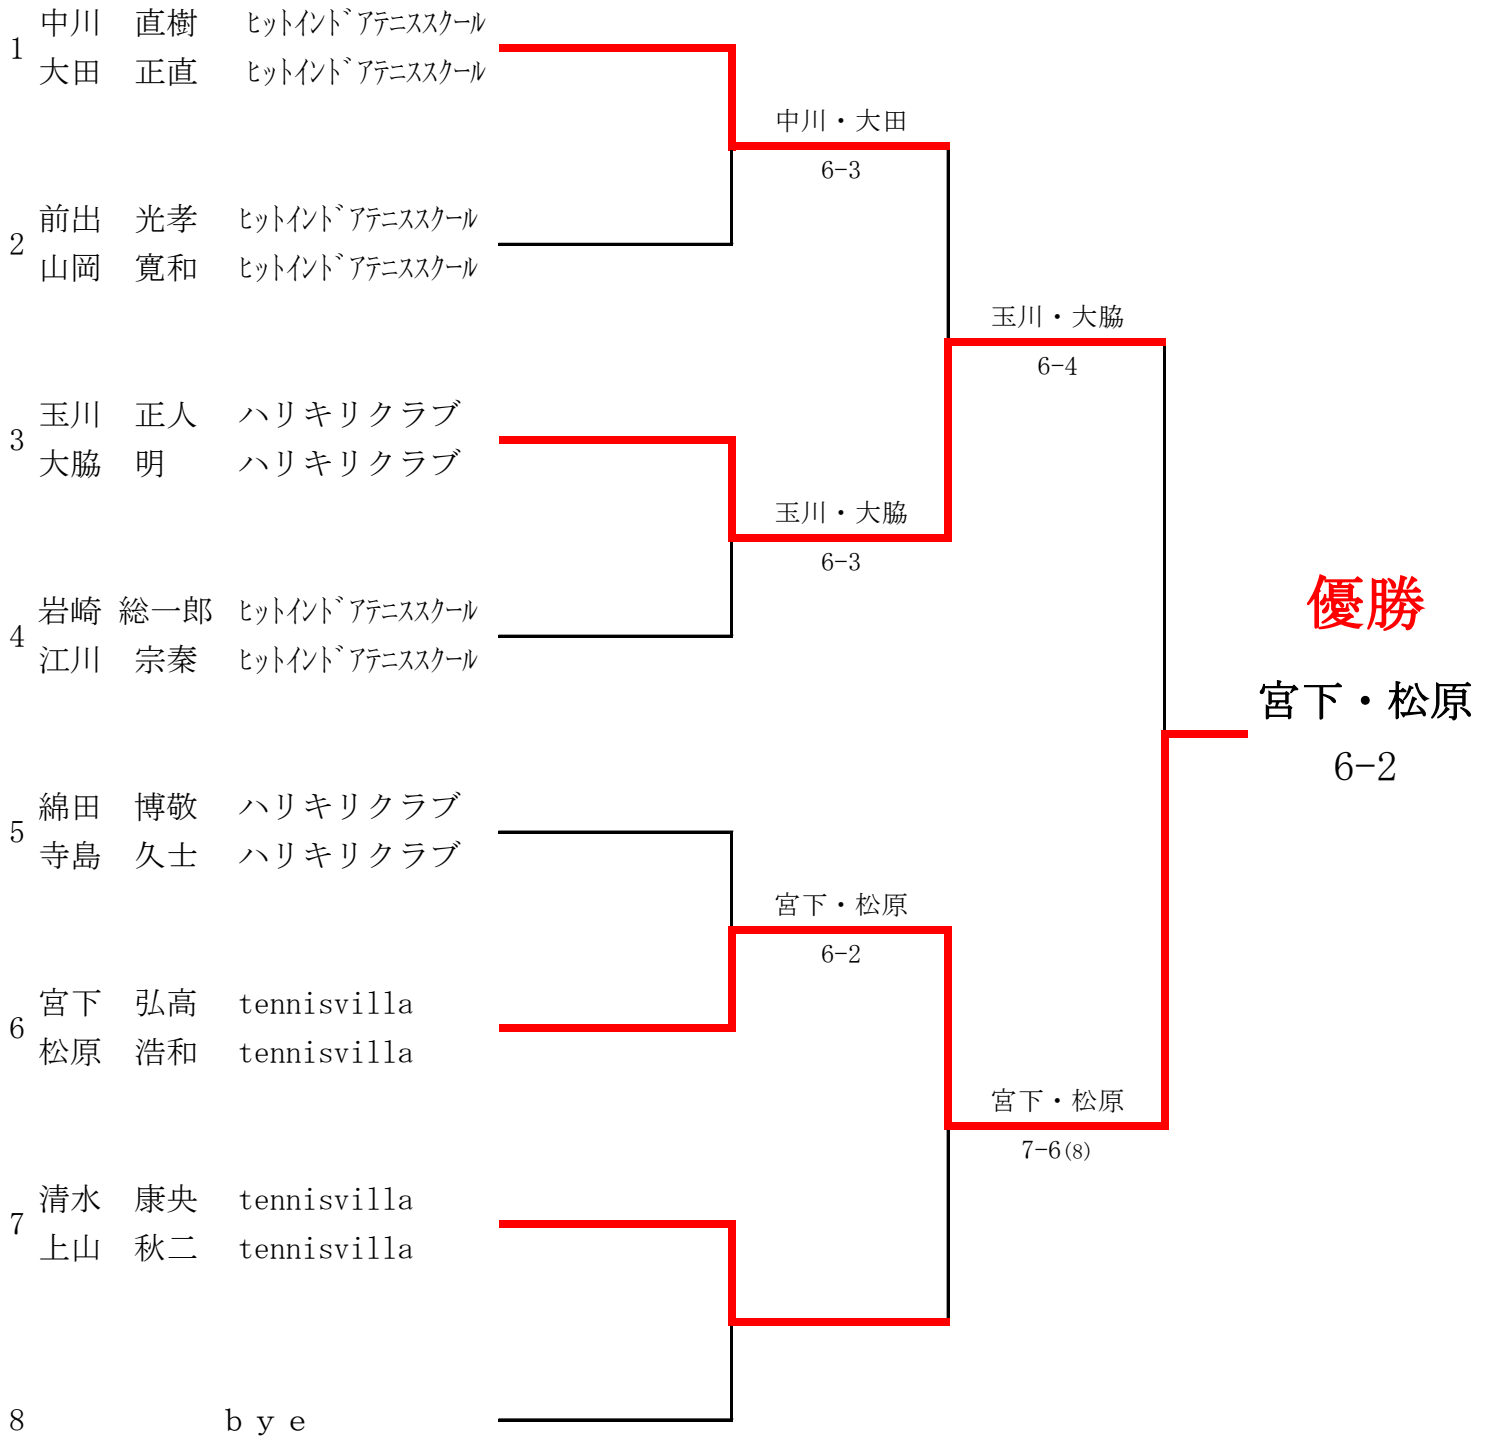 1
中川 直樹 ﾋｯﾄｲﾝﾄﾞｱﾃﾆｽｽｸｰﾙ
大田 正直 ﾋｯﾄｲﾝﾄﾞｱﾃﾆｽｽｸｰﾙ
中川・大田
6-3
2
前出 光孝 ﾋｯﾄｲﾝﾄﾞｱﾃﾆｽｽｸｰﾙ
山岡 寛和 ﾋｯﾄｲﾝﾄﾞｱﾃﾆｽｽｸｰﾙ
玉川・大脇
6-4
3
玉川 正人 ハリキリクラブ
大脇 明 ハリキリクラブ
玉川・大脇
6-3
4
岩崎 総一郎 ﾋｯﾄｲﾝﾄﾞｱﾃﾆｽｽｸｰﾙ
江川 宗秦 ﾋｯﾄｲﾝﾄﾞｱﾃﾆｽｽｸｰﾙ
優勝
宮下・松原
6-2
5
綿田 博敬 ハリキリクラブ
寺島 久士 ハリキリクラブ
宮下・松原
6-2
6
宮下 弘高 tennisvilla
松原 浩和 tennisvilla
宮下・松原
7-6(8)
7
清水 康央 tennisvilla
上山 秋二 tennisvilla
8 ｂｙｅ